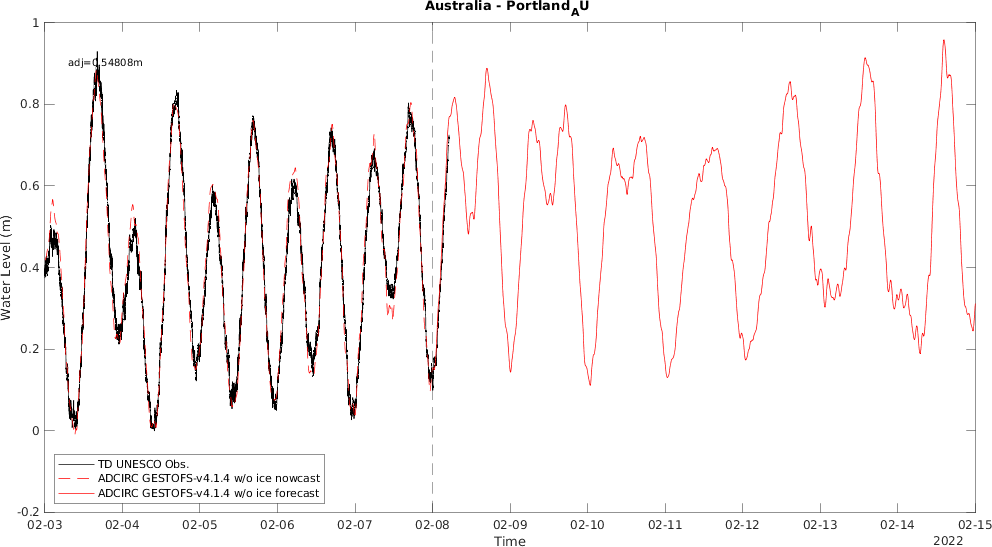 Australia - Portland_AU
adj=0.54808m
1
0.8
0.6
0.4
0.2
0
-0.2
Water Level (m)
TD UNESCO Obs.
ADCIRC GESTOFS-v4.1.4 w/o ice nowcast
ADCIRC GESTOFS-v4.1.4 w/o ice forecast
02-03 02-04 02-05 02-06 02-07 02-08 02-09 02-10 02-11 02-12 02-13 02-14 02-15
Time
2022